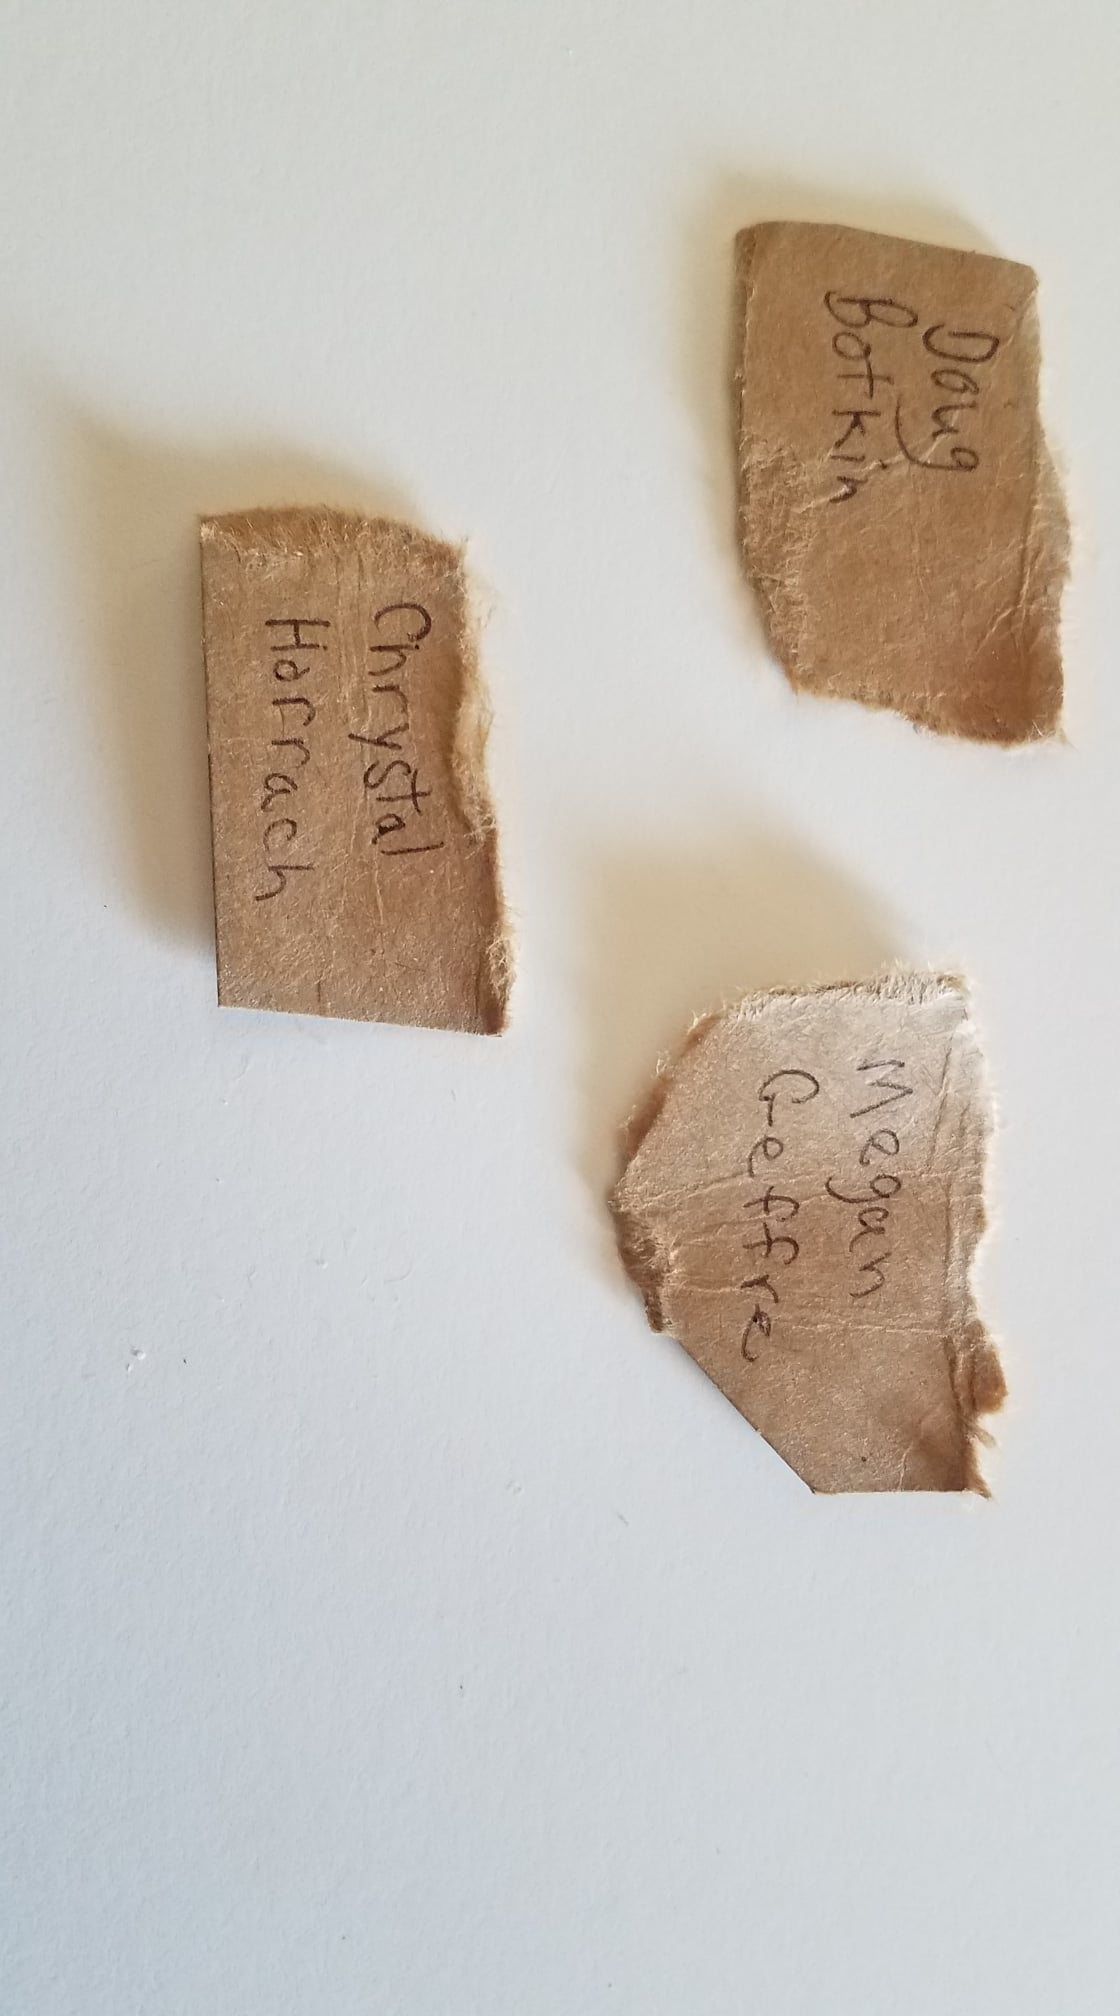 Doug
Botkin
Chrystal
Harrach
Megan
Geffre